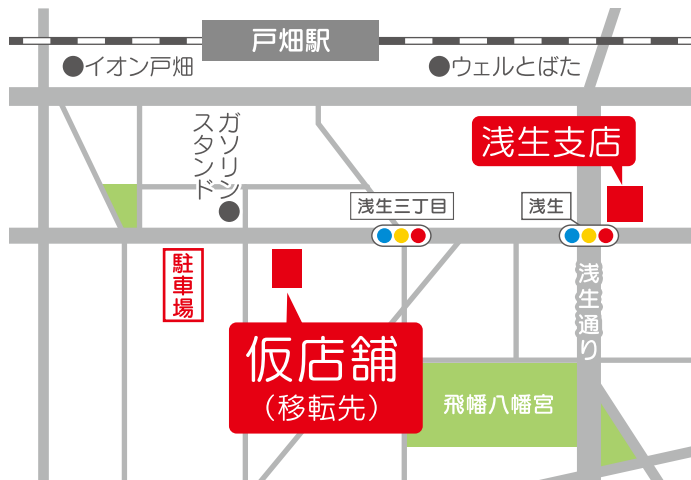 戸畑駅
イオン戸畑
ウェルとばた
ガソリン
スタンド
浅生支店
浅生三丁目
浅生
駐車場
浅生通り
仮店舗
（移転先）
飛幡八幡宮